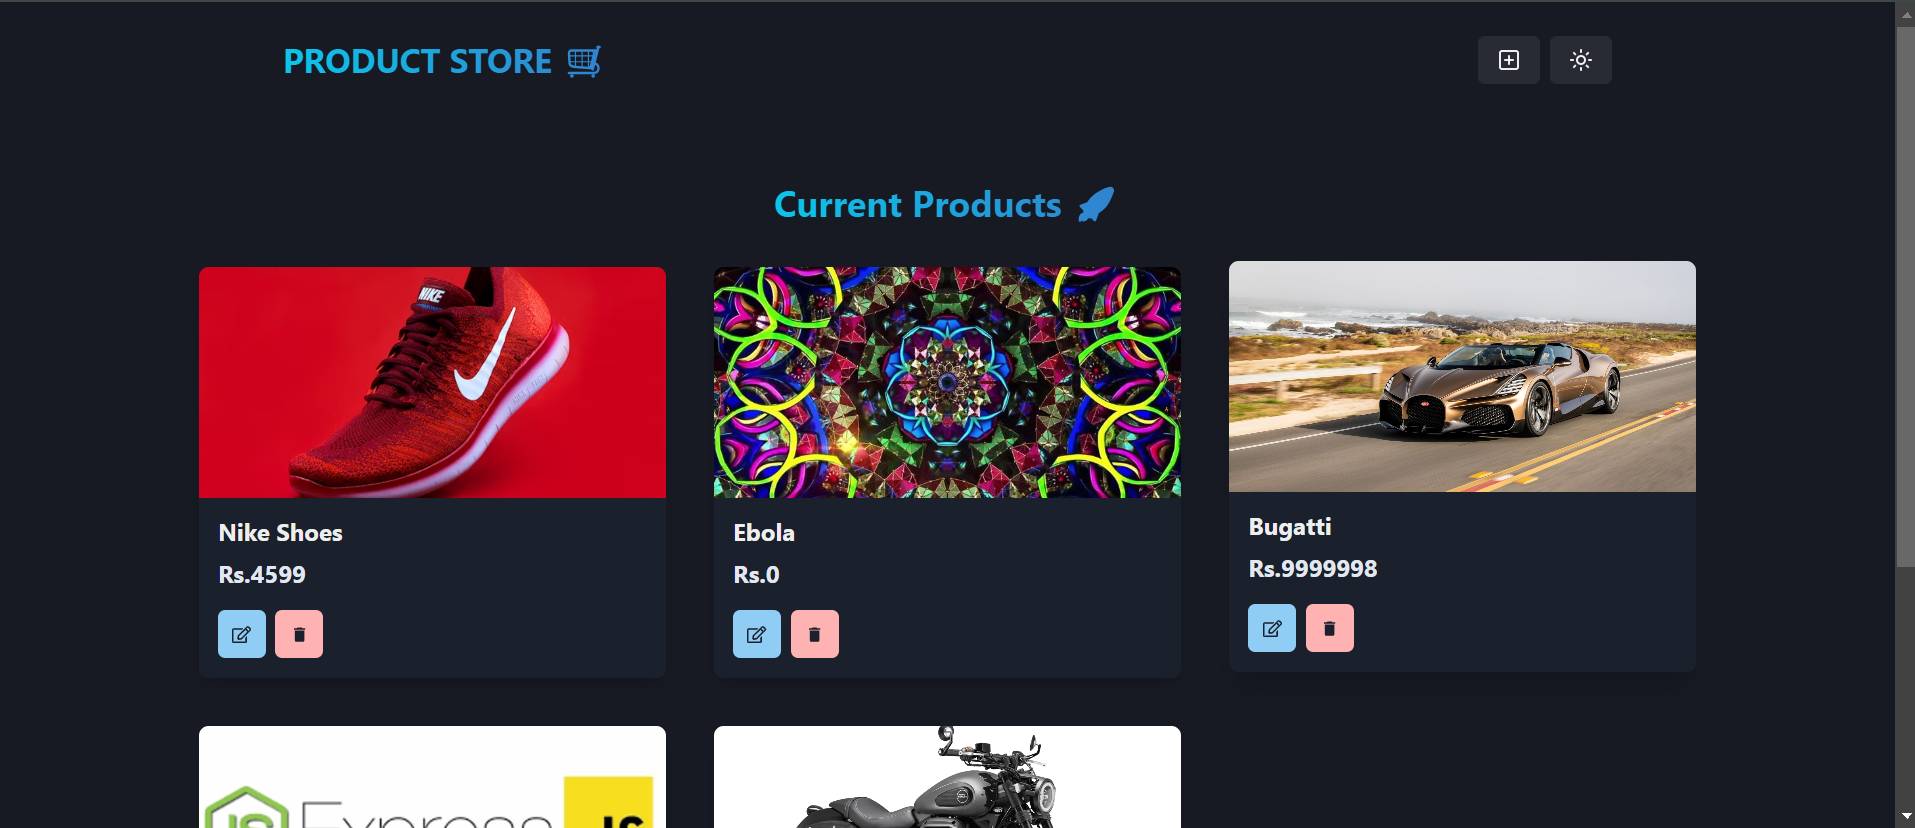 PRODUCT STORE
Current Products
NIKE
Nike Shoes
Rs.4599
Ebola
Rs.0
Bugatti
Rs.9999998
JS
Express
JS